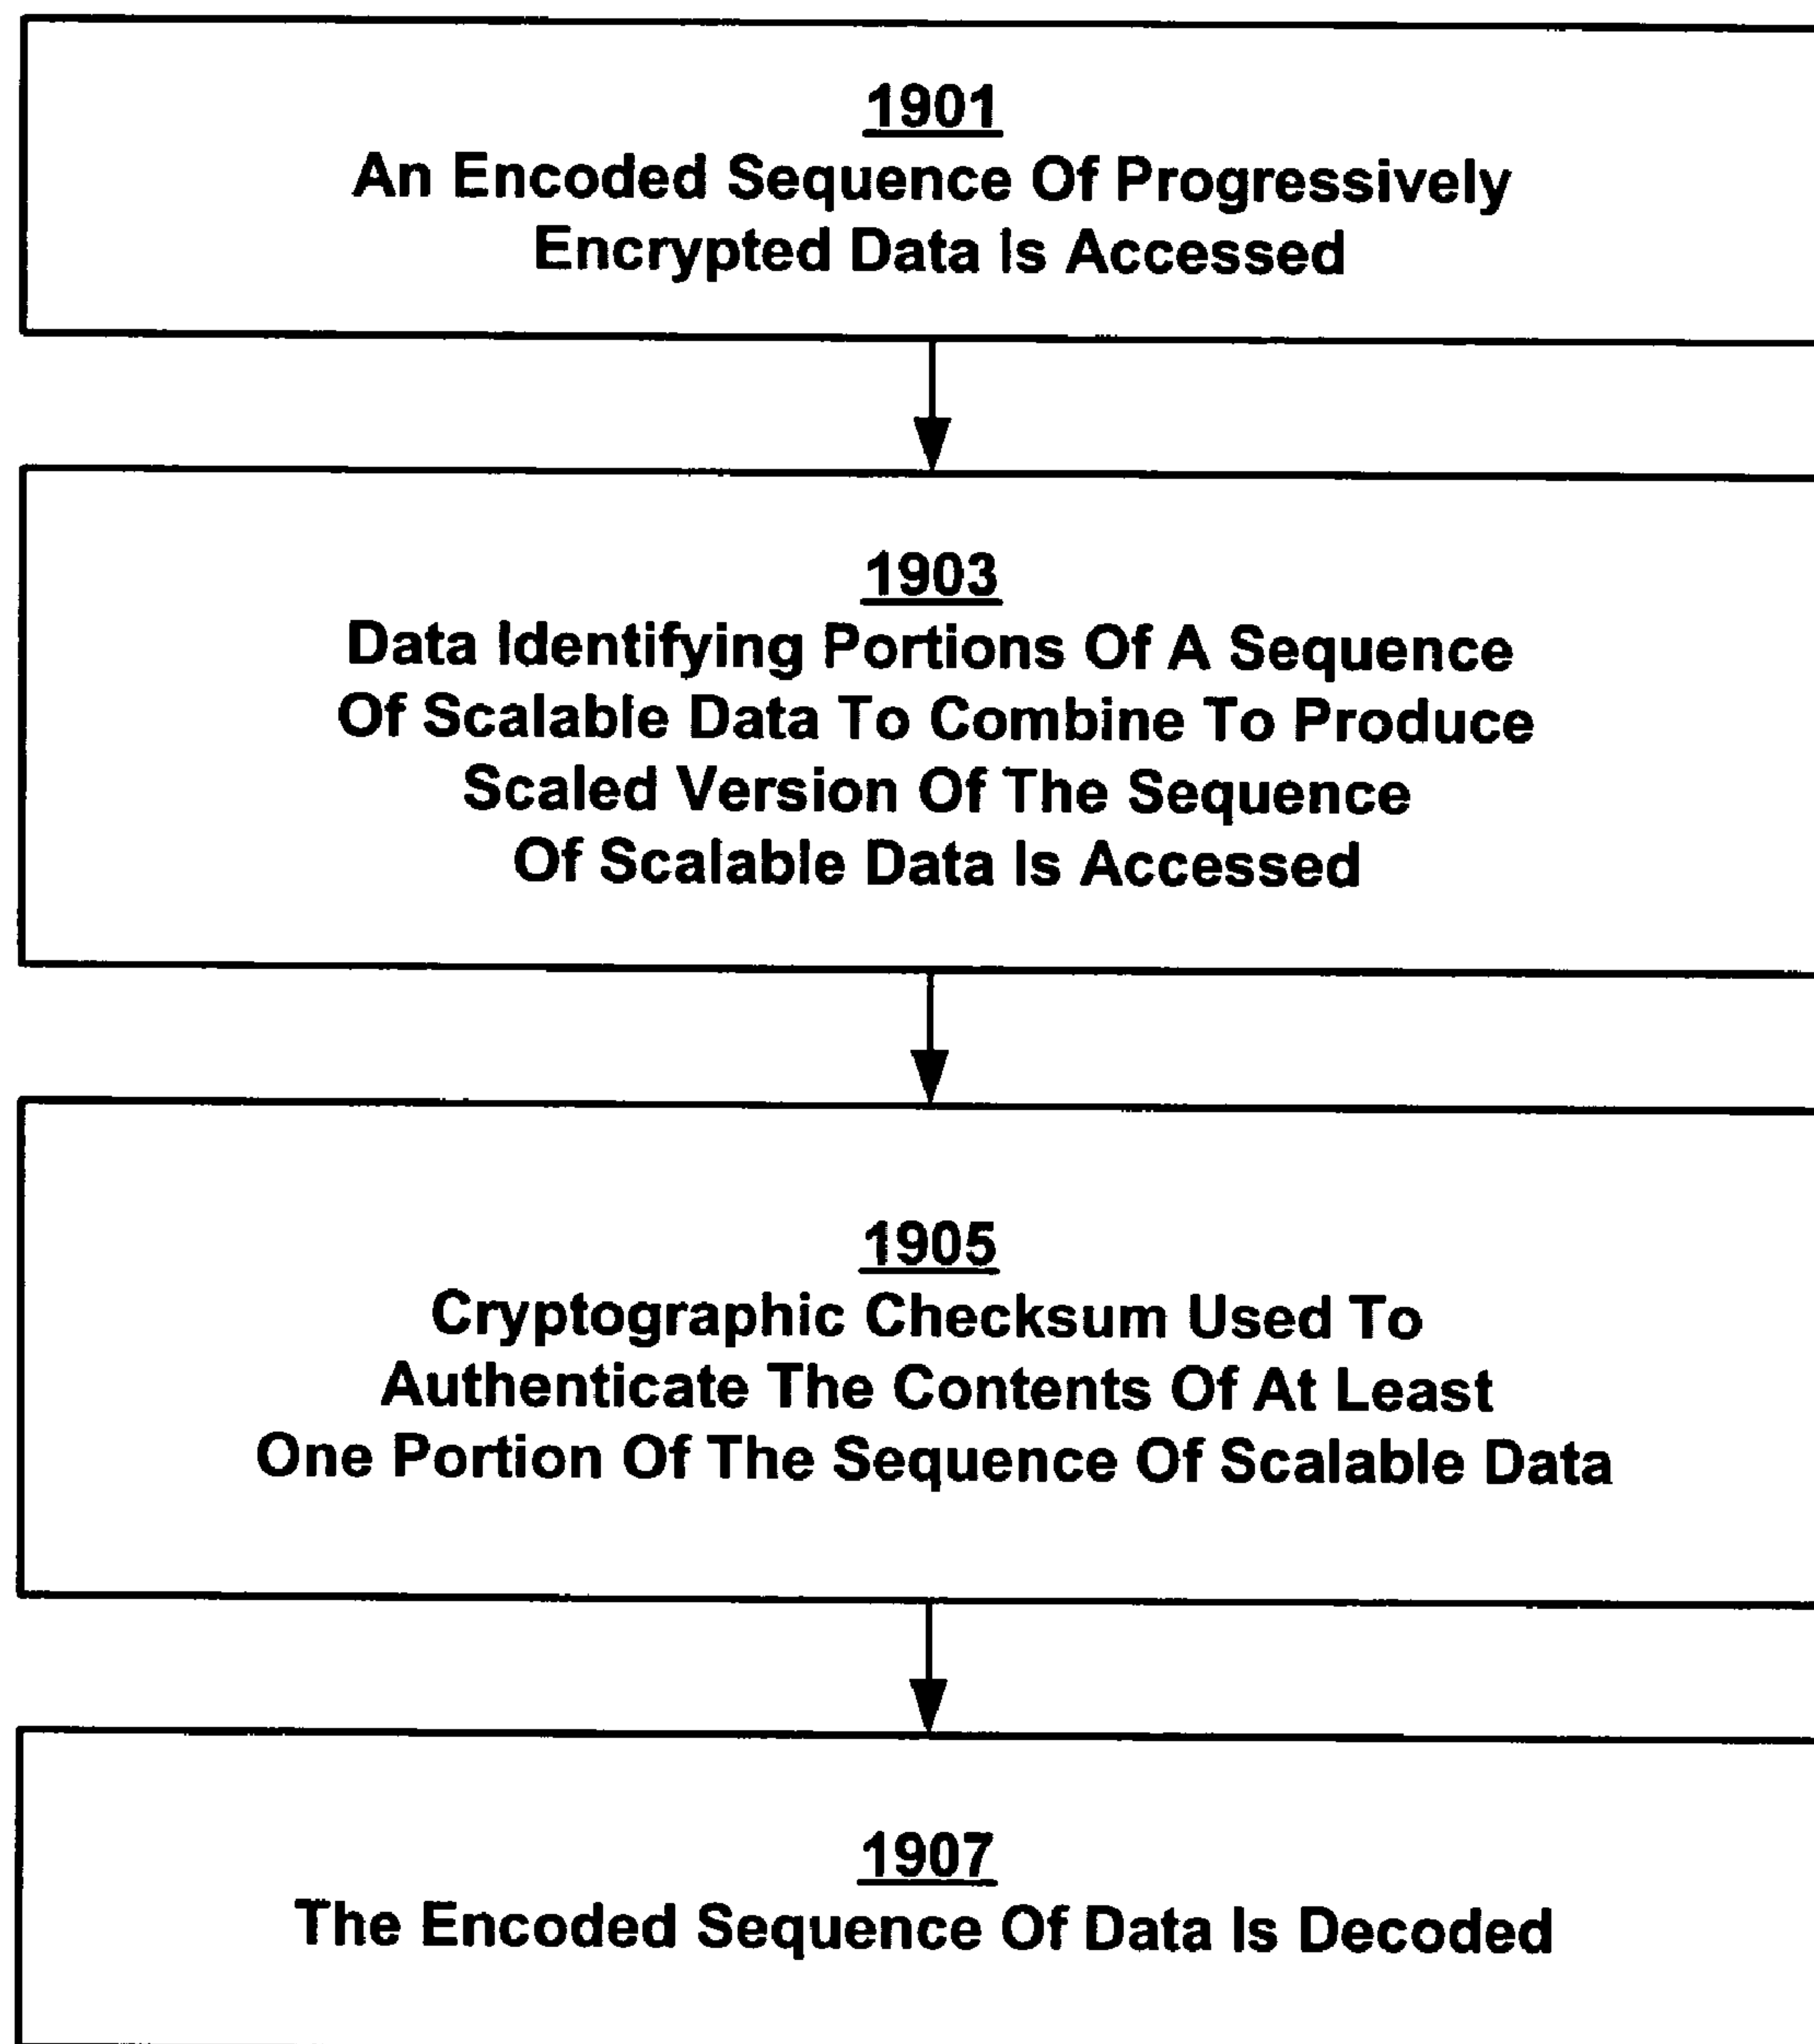 1901
An Encoded Sequence Of Progressively
Encrypted Data Is Accessed
1903
Data Identifying Portions Of A Sequence
Of Scalable Data To Combine To Produce
Scaled Version Of The Sequence
Of Scalable Data Is Accessed
1905
Cryptographic Checksum Used To
Authenticate The Contents Of At Least
One Portion Of The Sequence Of Scalable Data
1907
The Encoded Sequence Of Data Is Decoded